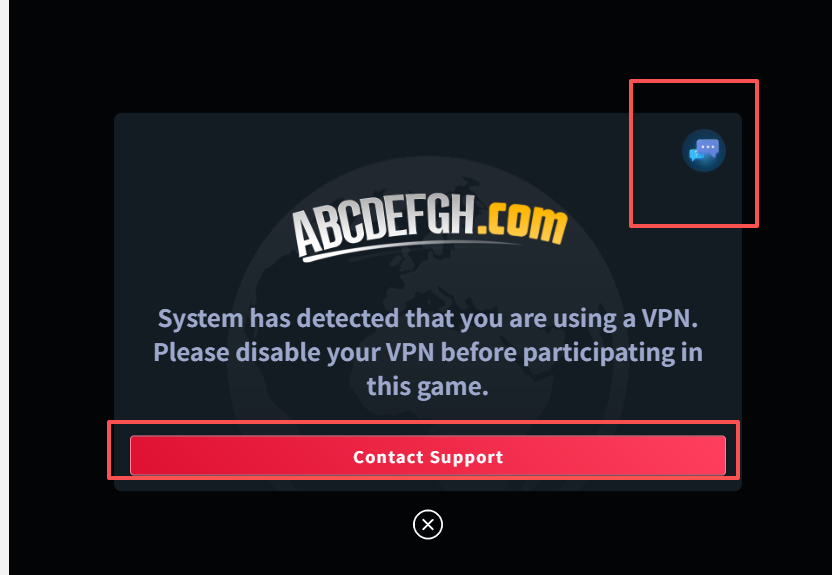 ABCDEFGH.com
System has detected that you are using a VPN.
Please disable your VPN before participating in
this game.
Contact Support